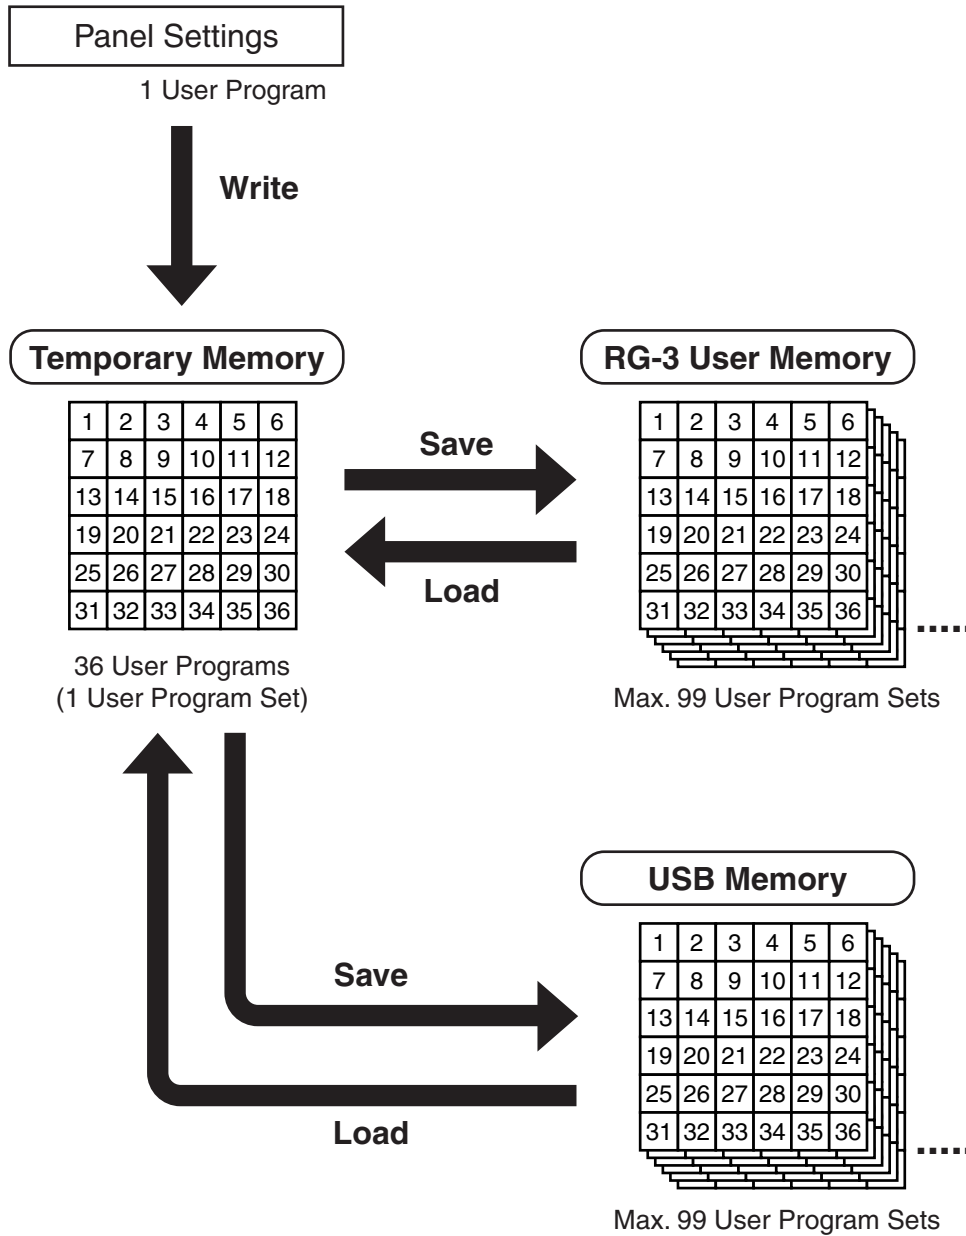 Panel Settings
1 User Program
Write
Temporary Memory
1 2 3 4 5 6
7 8 9 10 11 12
13 14 15 16 17 18
19 20 21 22 23 24
25 26 27 28 29 30
31 32 33 34 35 36
36 User Programs
(1 User Program Set)
Save
Load
RG-3 User Memory
1 2 3 4 5 6
7 8 9 10 11 12
13 14 15 16 17 18
19 20 21 22 23 24
25 26 27 28 29 30
31 32 33 34 35 36
Max. 99 User Program Sets
Save
Load
USB Memory
1 2 3 4 5 6
7 8 9 10 11 12
13 14 15 16 17 18
19 20 21 22 23 24
25 26 27 28 29 30
31 32 33 34 35 36
Max. 99 User Program Sets